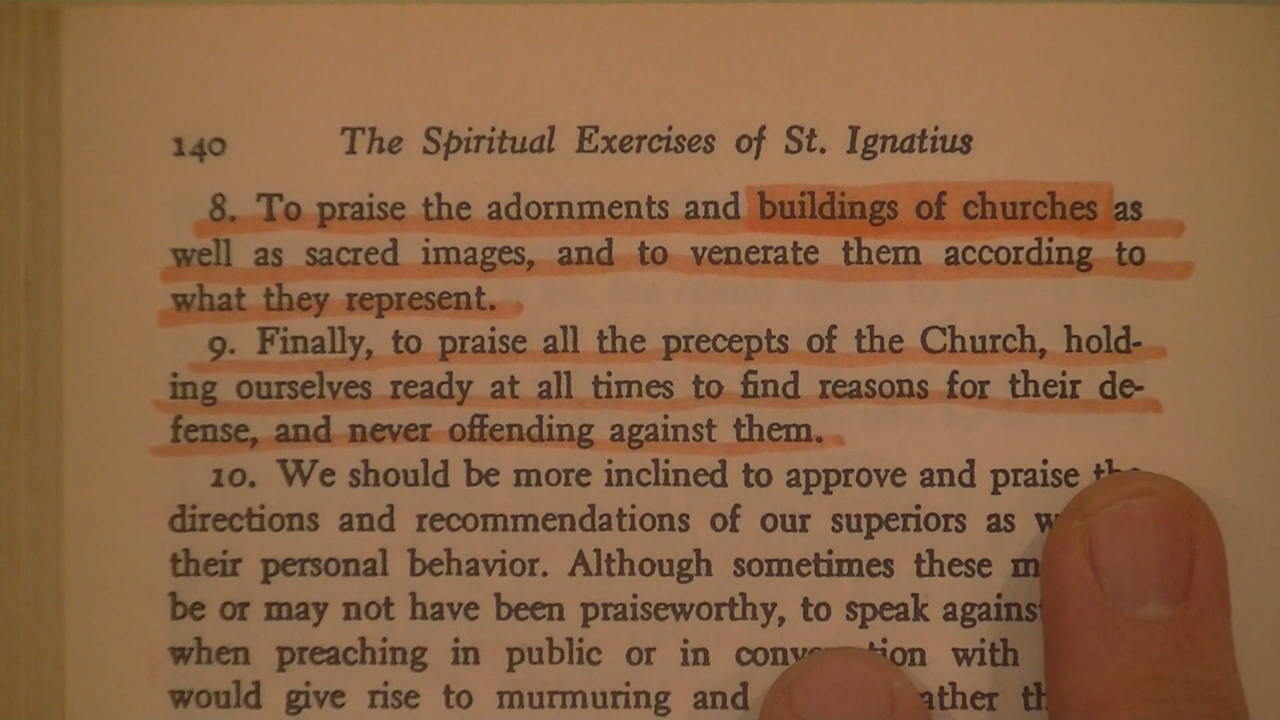 140 The Spiritual Exercises of St. Ignatius
8. To praise the adornments and buildings of churches as
well as sacred images, and to venerate them according to
what they represent.
9. Finally, to praise all the precepts of the Church, hold-
ing ourselves ready at all times to find reasons for their de-
fense, and never offending against them.
10. We should be more inclined to approve and praise
directions and recommendations of our superiors as
their personal behavior. Although sometimes these
be or may not have been praiseworthy, to speak against
when preaching in public or in with
would give rise to murmuring and